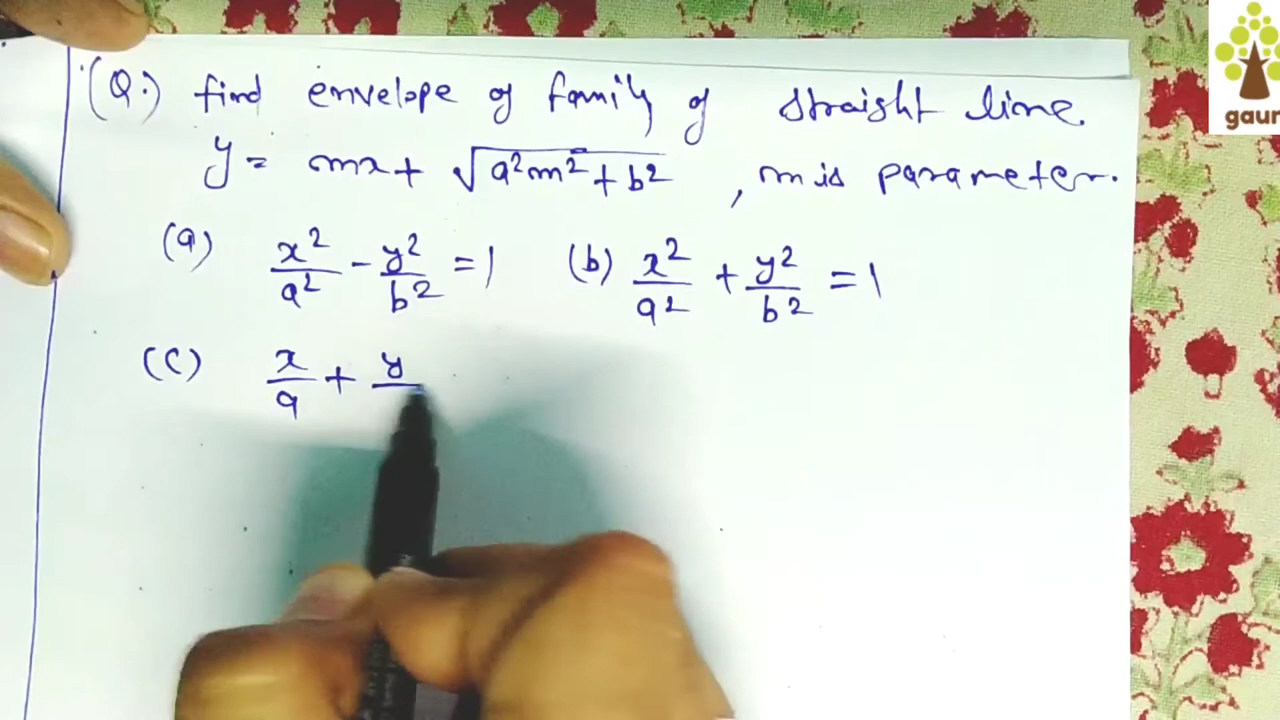 (Q.) find envelope of family of straight line.
y = mx + √(a²m² + b²) , m is parameter.
(a) x²/a² - y²/b² = 1 (b) x²/a² + y²/b² = 1
(c) x/a + y/
gaur